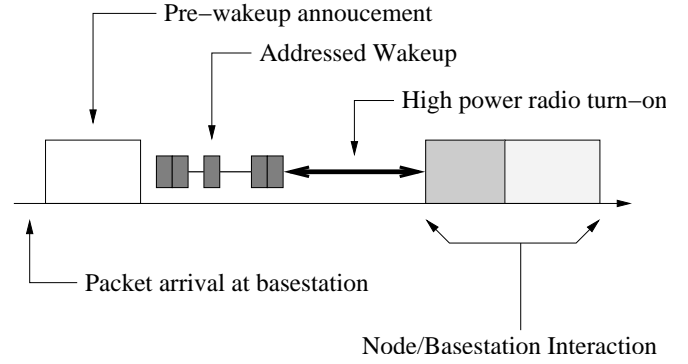 Pre−wakeup annoucement
Addressed Wakeup
High power radio turn−on
Packet arrival at basestation
Node/Basestation Interaction